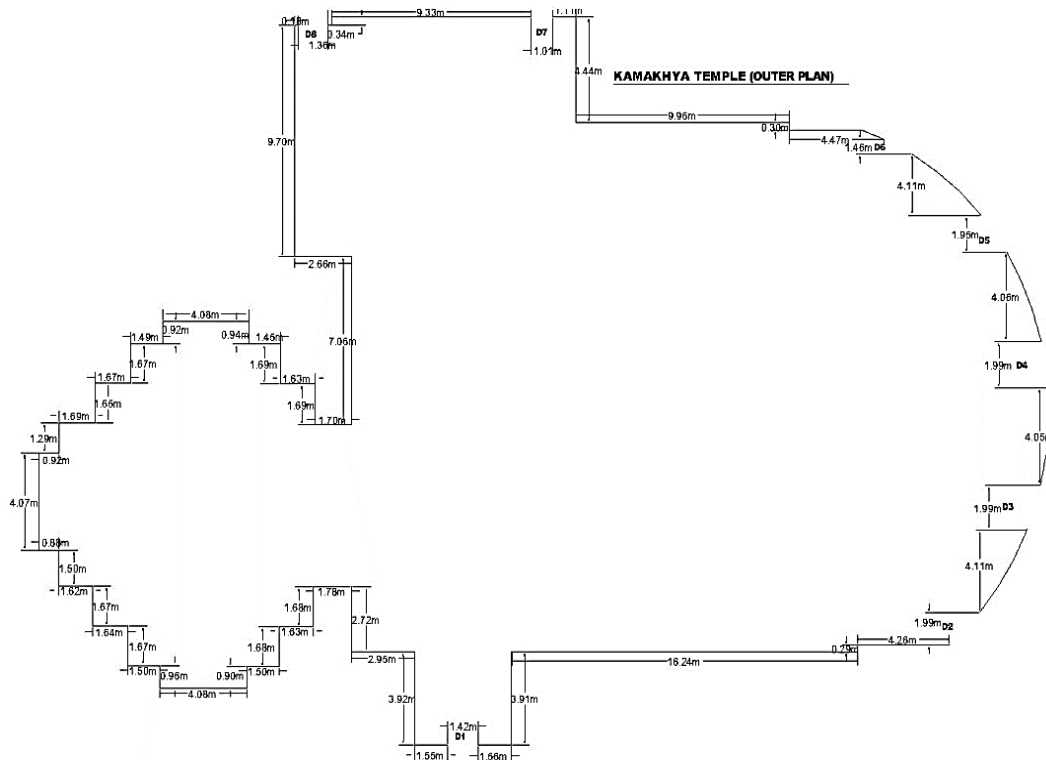 9.33m
D8
0.34m
D7
1.36m
1.01m
4.44m
KAMAKHYA TEMPLE (OUTER PLAN)
9.96m
0.30m
9.70m
4.47m
1.46m D6
4.11m
1.95m D5
2.66m
4.06m
4.08m
0.92m
0.94m
7.06m
1.49m
1.45m
1.67m
1.69m
1.99m D4
1.67m
1.63m
1.66m
1.69m
1.69m
1.70m
4.05m
1.29m
0.92m
4.07m
1.99m D3
0.88m
1.50m
4.11m
1.62m
1.78m
1.67m
1.68m
2.72m
1.99m D2
1.64m
1.63m
4.26m
1.67m
1.68m
0.29m
2.95m
16.24m
1.50m
0.96m
0.90m
1.50m
4.08m
3.92m
3.91m
1.42m
D1
1.55m
1.56m